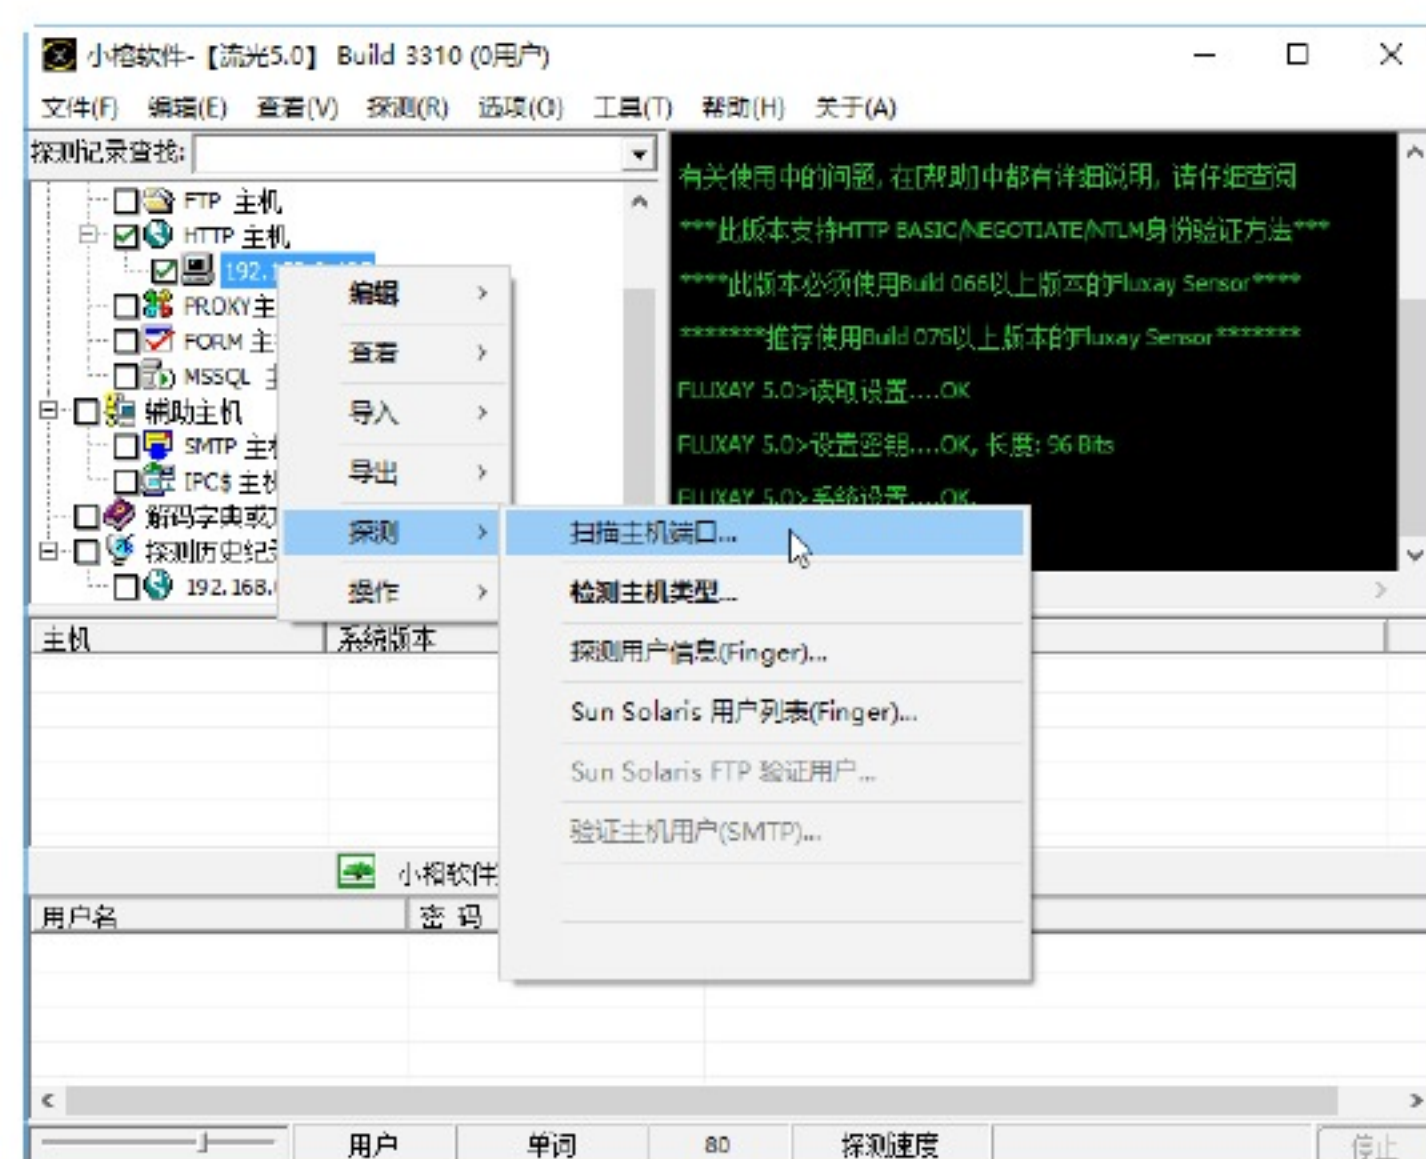 小榕软件-【流光5.0】 Build 3310 (0用户)
文件(F) 编辑(E) 查看(V) 探测(R) 选项(O) 工具(T) 帮助(H) 关于(A)
探测记录查找:
FTP 主机
HTTP 主机
192.
PROXY主
FORM 主
MSSQL 主
辅助主机
SMTP 主机
IPC$ 主机
解码字典或
探测历史纪录
192.168.
有关使用中的问题, 在[帮助]中都有详细说明, 请仔细查阅
***此版本支持HTTP BASIC/NEGOTIATE/NTLM身份验证方法***
****此版本必须使用Build 066以上版本的Fluxay Sensor****
*******推荐使用Build 076以上版本的Fluxay Sensor*******
FLUXAY 5.0>读取设置....OK
FLUXAY 5.0>设置密钥....OK, 长度: 96 Bits
FLUXAY 5.0>系统设置....OK.
编辑
查看
导入
导出
探测
操作
扫描主机端口...
检测主机类型...
探测用户信息(Finger)...
Sun Solaris 用户列表(Finger)...
Sun Solaris FTP 验证用户...
验证主机用户(SMTP)...
主机 系统版本
小榕软件
用户名 密 码
用户 单词 80 探测速度 停止